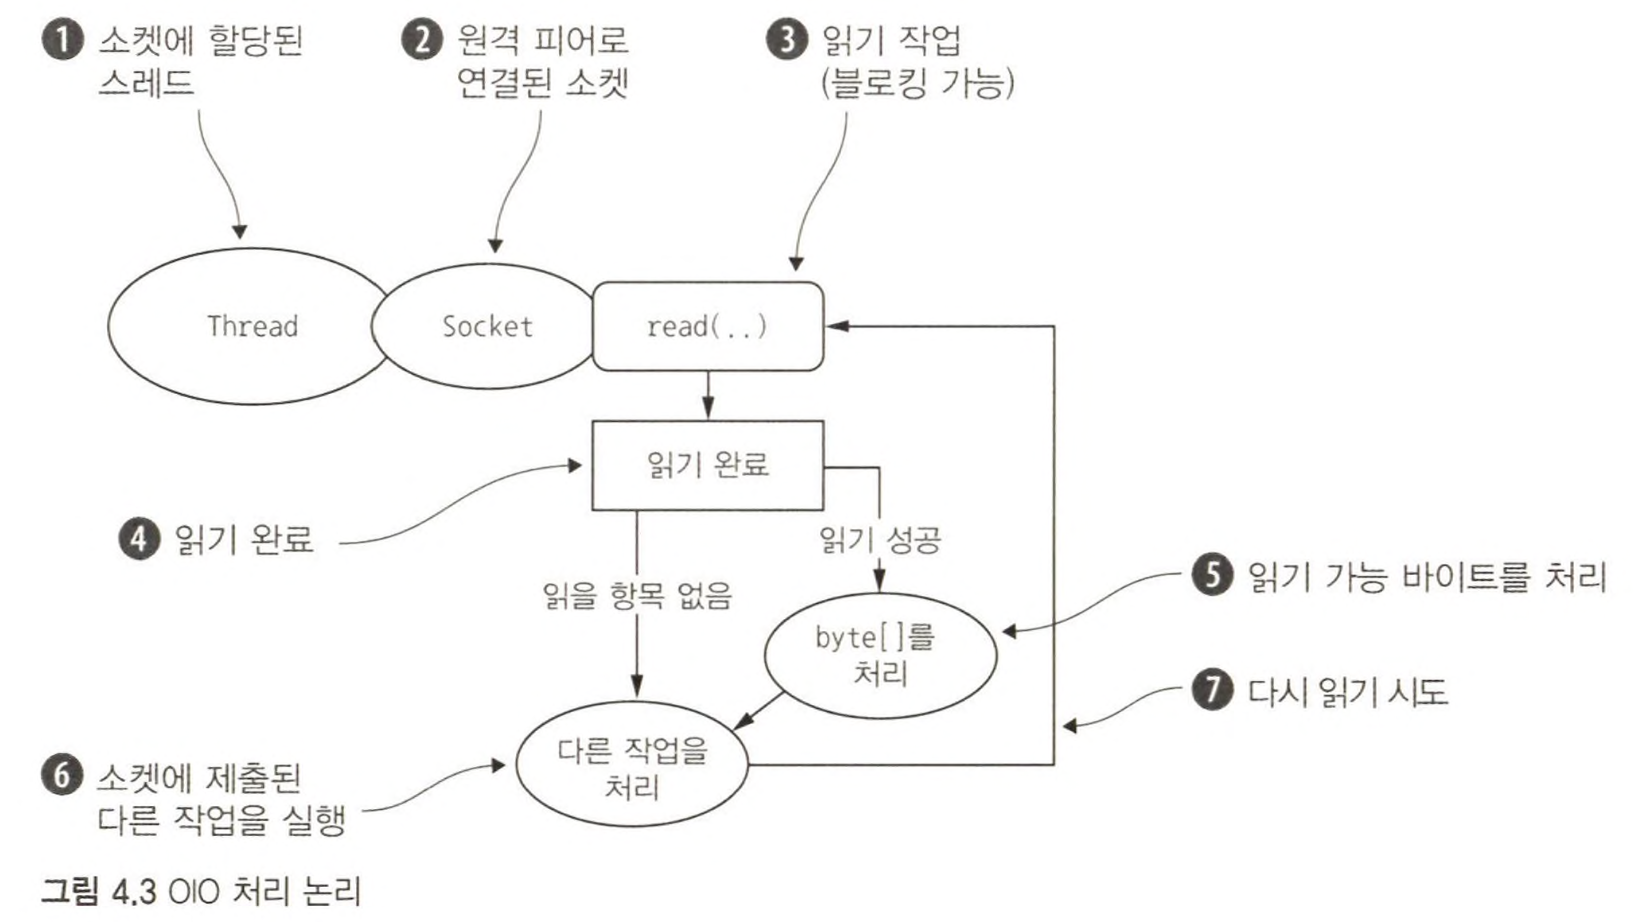 ❶ 소켓에 할당된
스레드
❷ 원격 피어로
연결된 소켓
❸ 읽기 작업
(블로킹 가능)
Thread
Socket
read(..)
읽기 완료
❹ 읽기 완료
읽기 성공
읽을 항목 없음
❺ 읽기 가능 바이트를 처리
byte[]를
처리
❼ 다시 읽기 시도
다른 작업을
처리
❻ 소켓에 제출된
다른 작업을 실행
그림 4.3 OIO 처리 논리